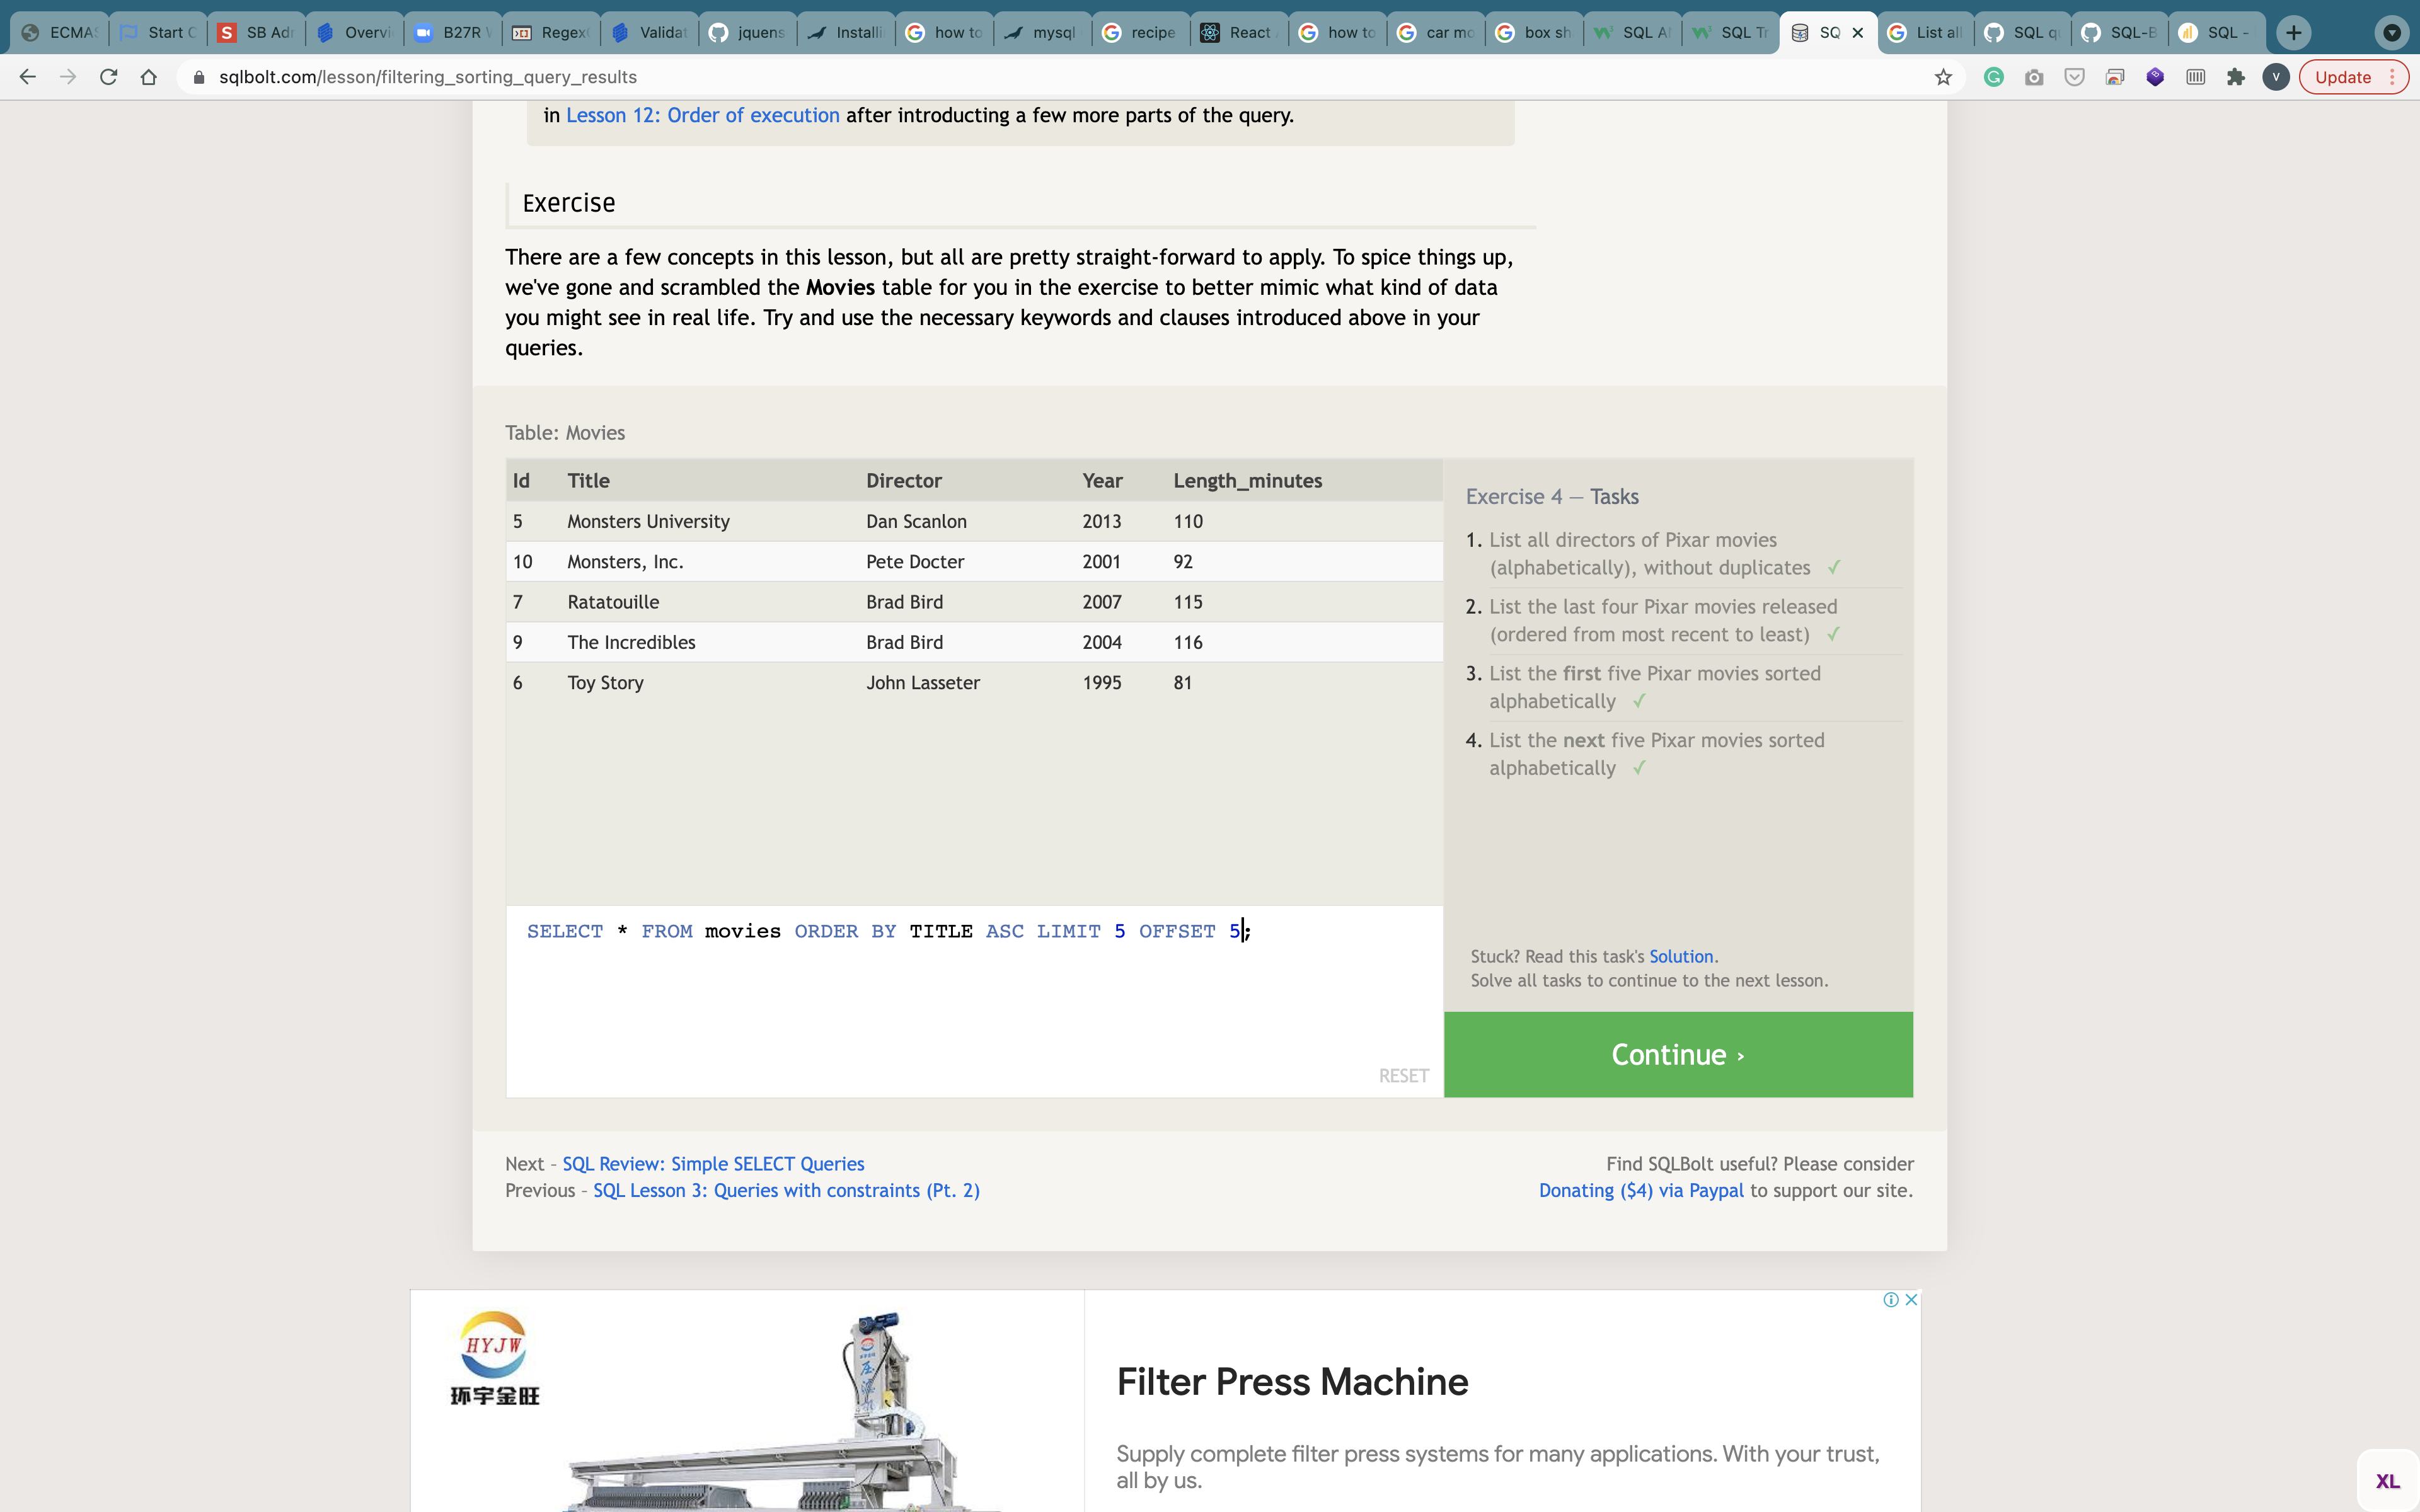 ECMAS
Start C
SB Adr
Overvi
B27R W
RegexO
Validat
jquens
Installi
how to
mysql
recipe
React
how to
car mo
box sh
SQL Al
SQL Tr
SQ
List all
SQL q
SQL-B
SQL -
sqlbolt.com/lesson/filtering_sorting_query_results
V
Update
in Lesson 12: Order of execution after introducting a few more parts of the query.
Exercise
There are a few concepts in this lesson, but all are pretty straight-forward to apply. To spice things up,
we've gone and scrambled the Movies table for you in the exercise to better mimic what kind of data
you might see in real life. Try and use the necessary keywords and clauses introduced above in your
queries.
Table: Movies
Id Title Director Year Length_minutes
5 Monsters University Dan Scanlon 2013 110
10 Monsters, Inc. Pete Docter 2001 92
7 Ratatouille Brad Bird 2007 115
9 The Incredibles Brad Bird 2004 116
6 Toy Story John Lasseter 1995 81
SELECT * FROM movies ORDER BY TITLE ASC LIMIT 5 OFFSET 5;
RESET
Exercise 4 — Tasks
1. List all directors of Pixar movies
(alphabetically), without duplicates ✓
2. List the last four Pixar movies released
(ordered from most recent to least) ✓
3. List the first five Pixar movies sorted
alphabetically ✓
4. List the next five Pixar movies sorted
alphabetically ✓
Stuck? Read this task's Solution.
Solve all tasks to continue to the next lesson.
Continue ›
Next – SQL Review: Simple SELECT Queries
Previous – SQL Lesson 3: Queries with constraints (Pt. 2)
Find SQLBolt useful? Please consider
Donating ($4) via Paypal to support our site.
HYJW
环宇金旺
Filter Press Machine
Supply complete filter press systems for many applications. With your trust,
all by us.
XL